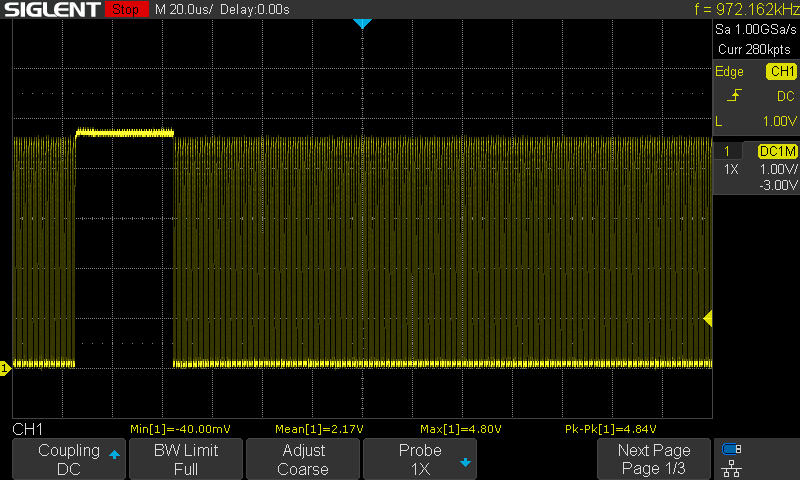 SIGLENT Stop M 20.0us/ Delay:0.00s f = 972.162kHz
Sa 1.00GSa/s
Curr 280kpts
Edge CH1
DC
L 1.00V
1 DC1M
1X 1.00V/
-3.00V
1
CH1 Min[1]=-40.00mV Mean[1]=2.17V Max[1]=4.80V Pk-Pk[1]=4.84V
Coupling BW Limit Adjust Probe Next Page
DC Full Coarse 1X Page 1/3